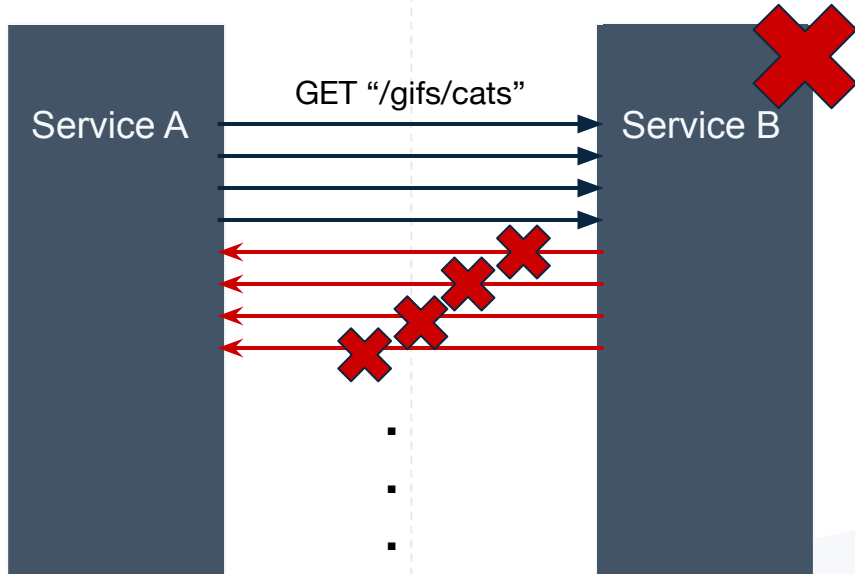 GET “/gifs/cats”
Service A
Service B
.
.
.